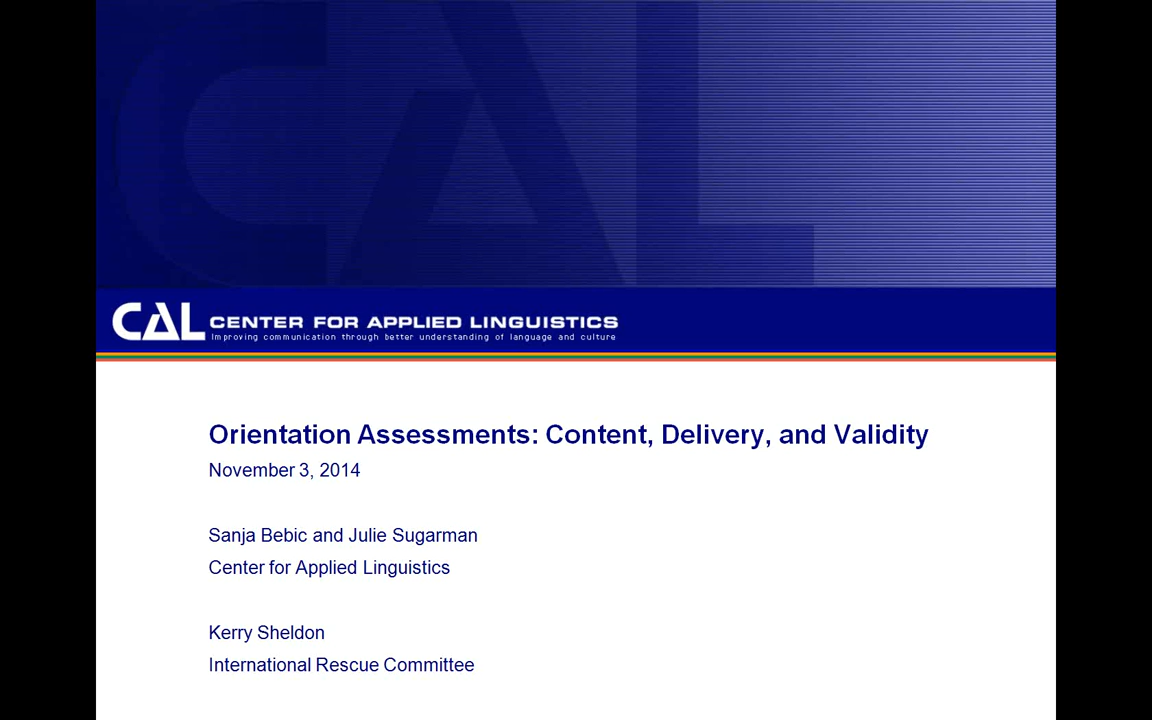 CAL CENTER FOR APPLIED LINGUISTICS
Improving communication through better understanding of language and culture
Orientation Assessments: Content, Delivery, and Validity
November 3, 2014
Sanja Bebic and Julie Sugarman
Center for Applied Linguistics
Kerry Sheldon
International Rescue Committee